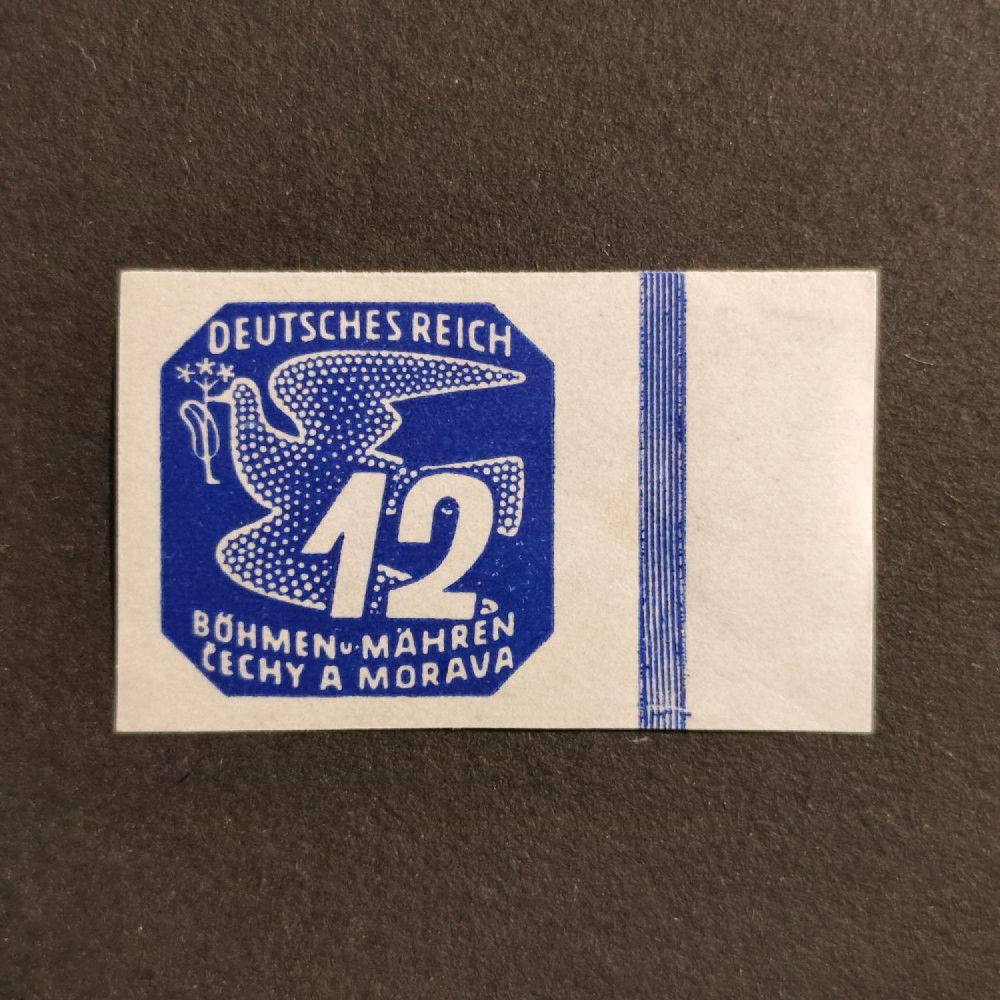 DEUTSCHES REICH
12
BÖHMEN u. MÄHREN
ČECHY A MORAVA